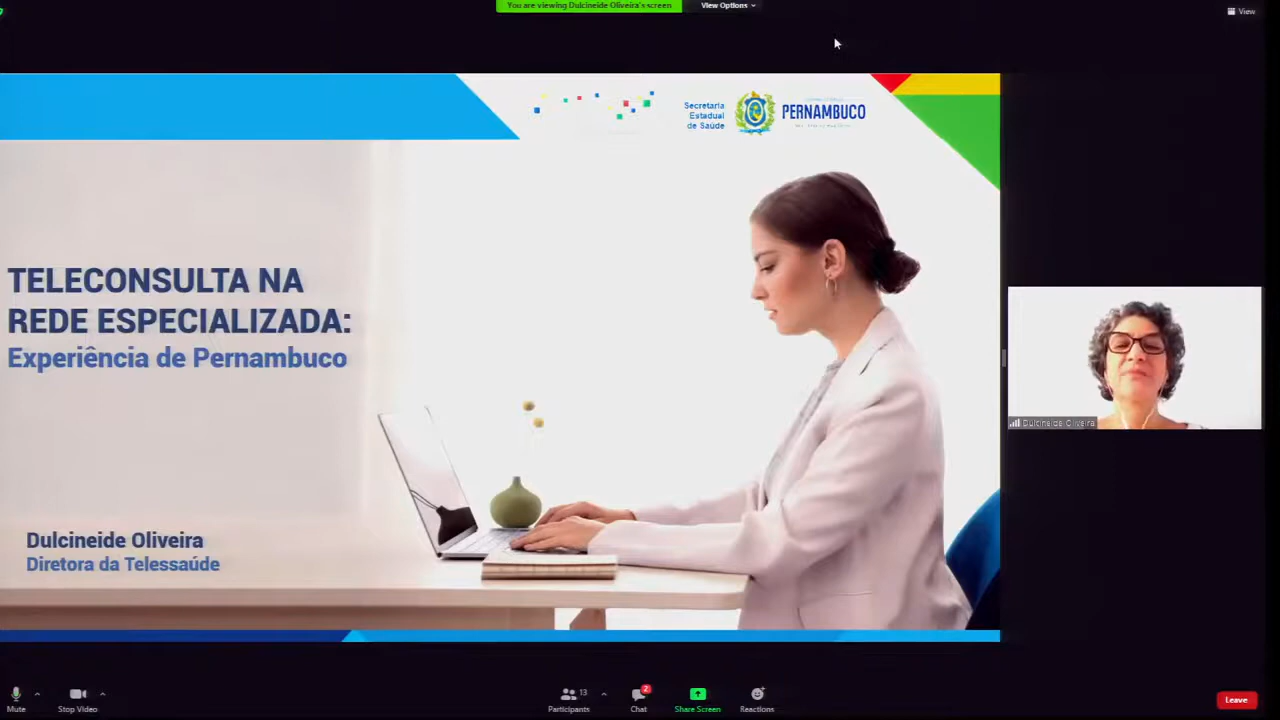 You are viewing Dulcineide Oliveira's screen
View Options
View
Secretaria
Estadual
de Saúde
PERNAMBUCO
TELECONSULTA NA
REDE ESPECIALIZADA:
Experiência de Pernambuco
Dulcineide Oliveira
Dulcineide Oliveira
Diretora da Telessaúde
Mute
Stop Video
Participants
13
Chat
2
Share Screen
Reactions
Leave